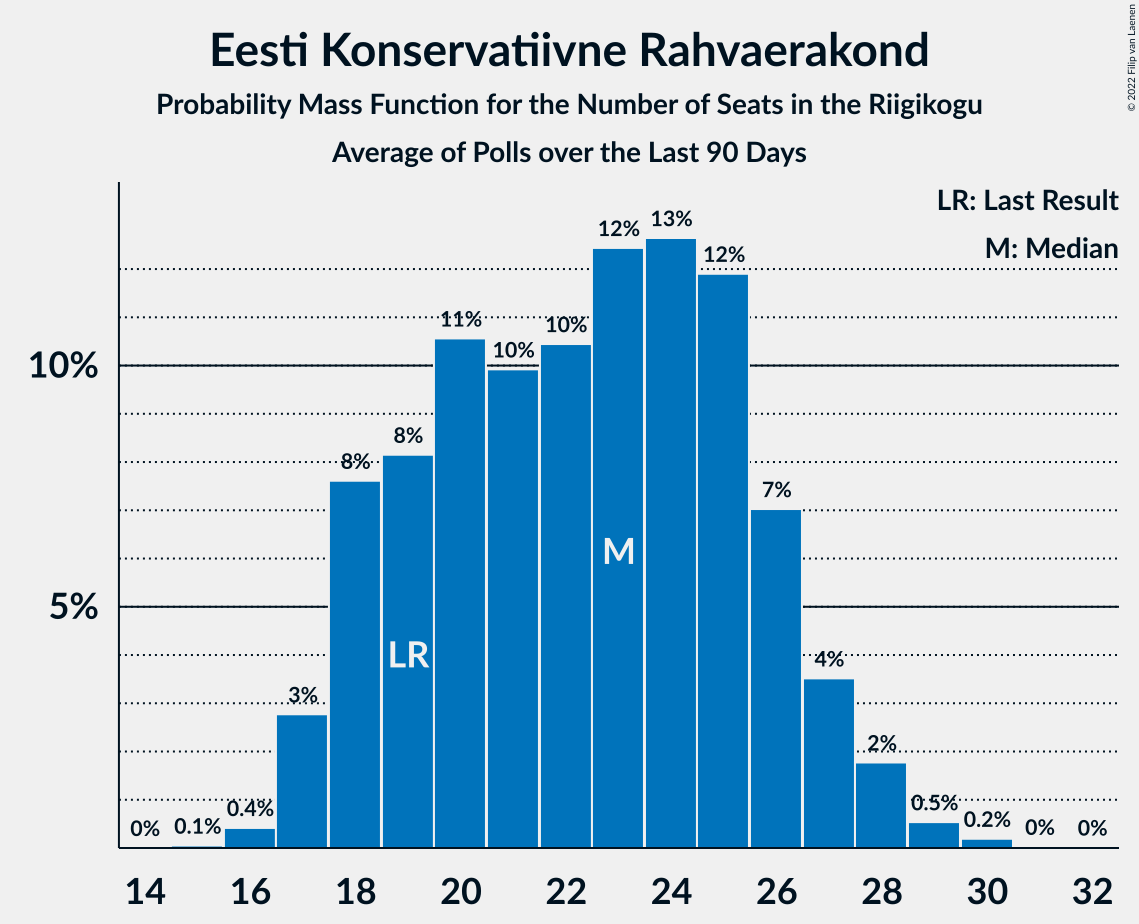 Eesti Konservatiivne Rahvaerakond
Probability Mass Function for the Number of Seats in the Riigikogu
Average of Polls over the Last 90 Days
© 2022 Filip van Laenen
LR: Last Result
M: Median
10%
5%
0%
0.1%
0.4%
3%
8%
8%
11%
10%
10%
12%
13%
12%
7%
4%
2%
0.5%
0.2%
0%
0%
LR
M
14 16 18 20 22 24 26 28 30 32